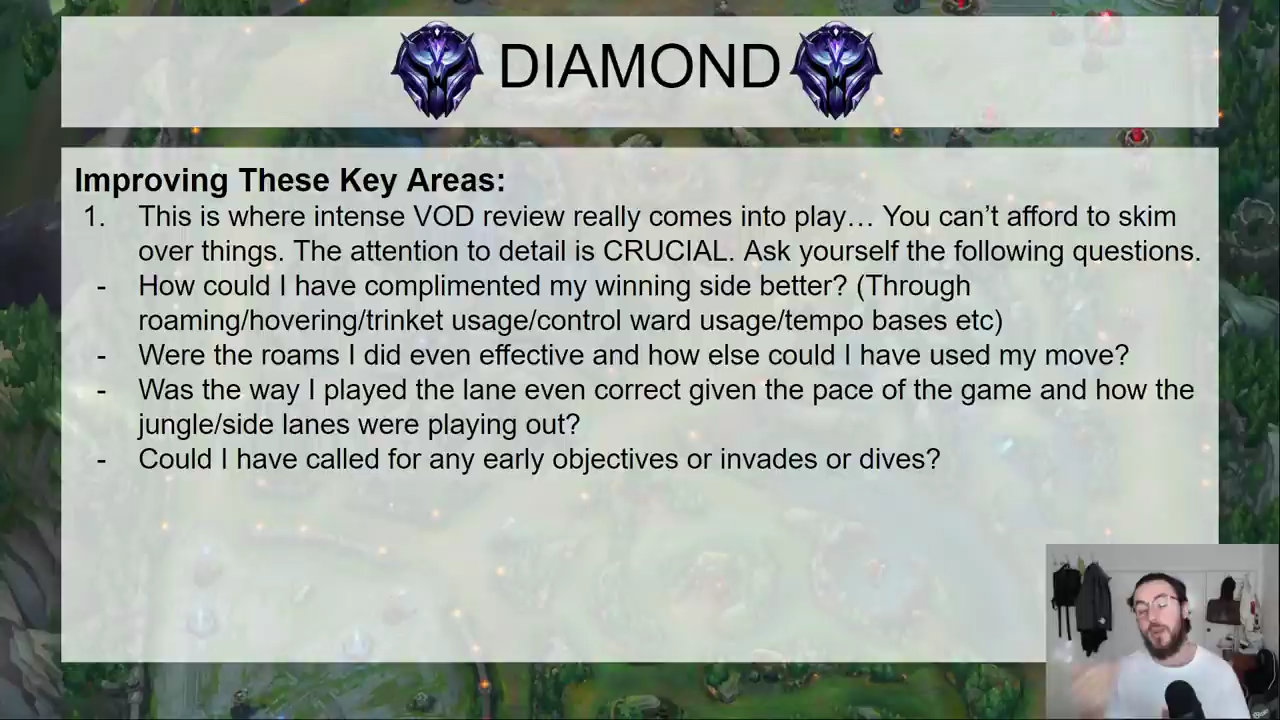 DIAMOND
Improving These Key Areas:
1. This is where intense VOD review really comes into play… You can’t afford to skim
over things. The attention to detail is CRUCIAL. Ask yourself the following questions.
- How could I have complimented my winning side better? (Through
roaming/hovering/trinket usage/control ward usage/tempo bases etc)
- Were the roams I did even effective and how else could I have used my move?
- Was the way I played the lane even correct given the pace of the game and how the
jungle/side lanes were playing out?
- Could I have called for any early objectives or invades or dives?